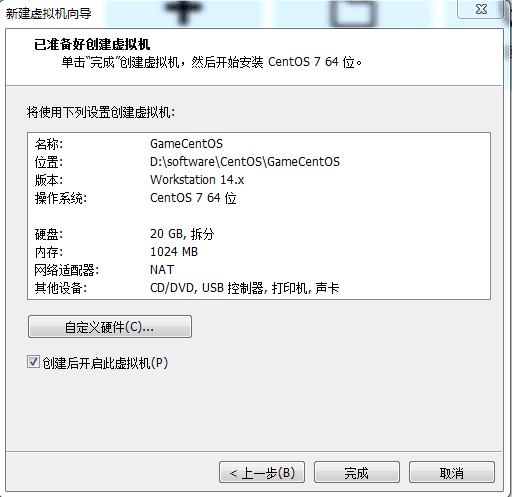 新建虚拟机向导
已准备好创建虚拟机
单击“完成”创建虚拟机，然后开始安装 CentOS 7 64 位。
将使用下列设置创建虚拟机:
名称: GameCentOS
位置: D:\software\CentOS\GameCentOS
版本: Workstation 14.x
操作系统: CentOS 7 64 位
硬盘: 20 GB, 拆分
内存: 1024 MB
网络适配器: NAT
其他设备: CD/DVD, USB 控制器, 打印机, 声卡
自定义硬件(C)...
创建后开启此虚拟机(P)
< 上一步(B) 完成 取消